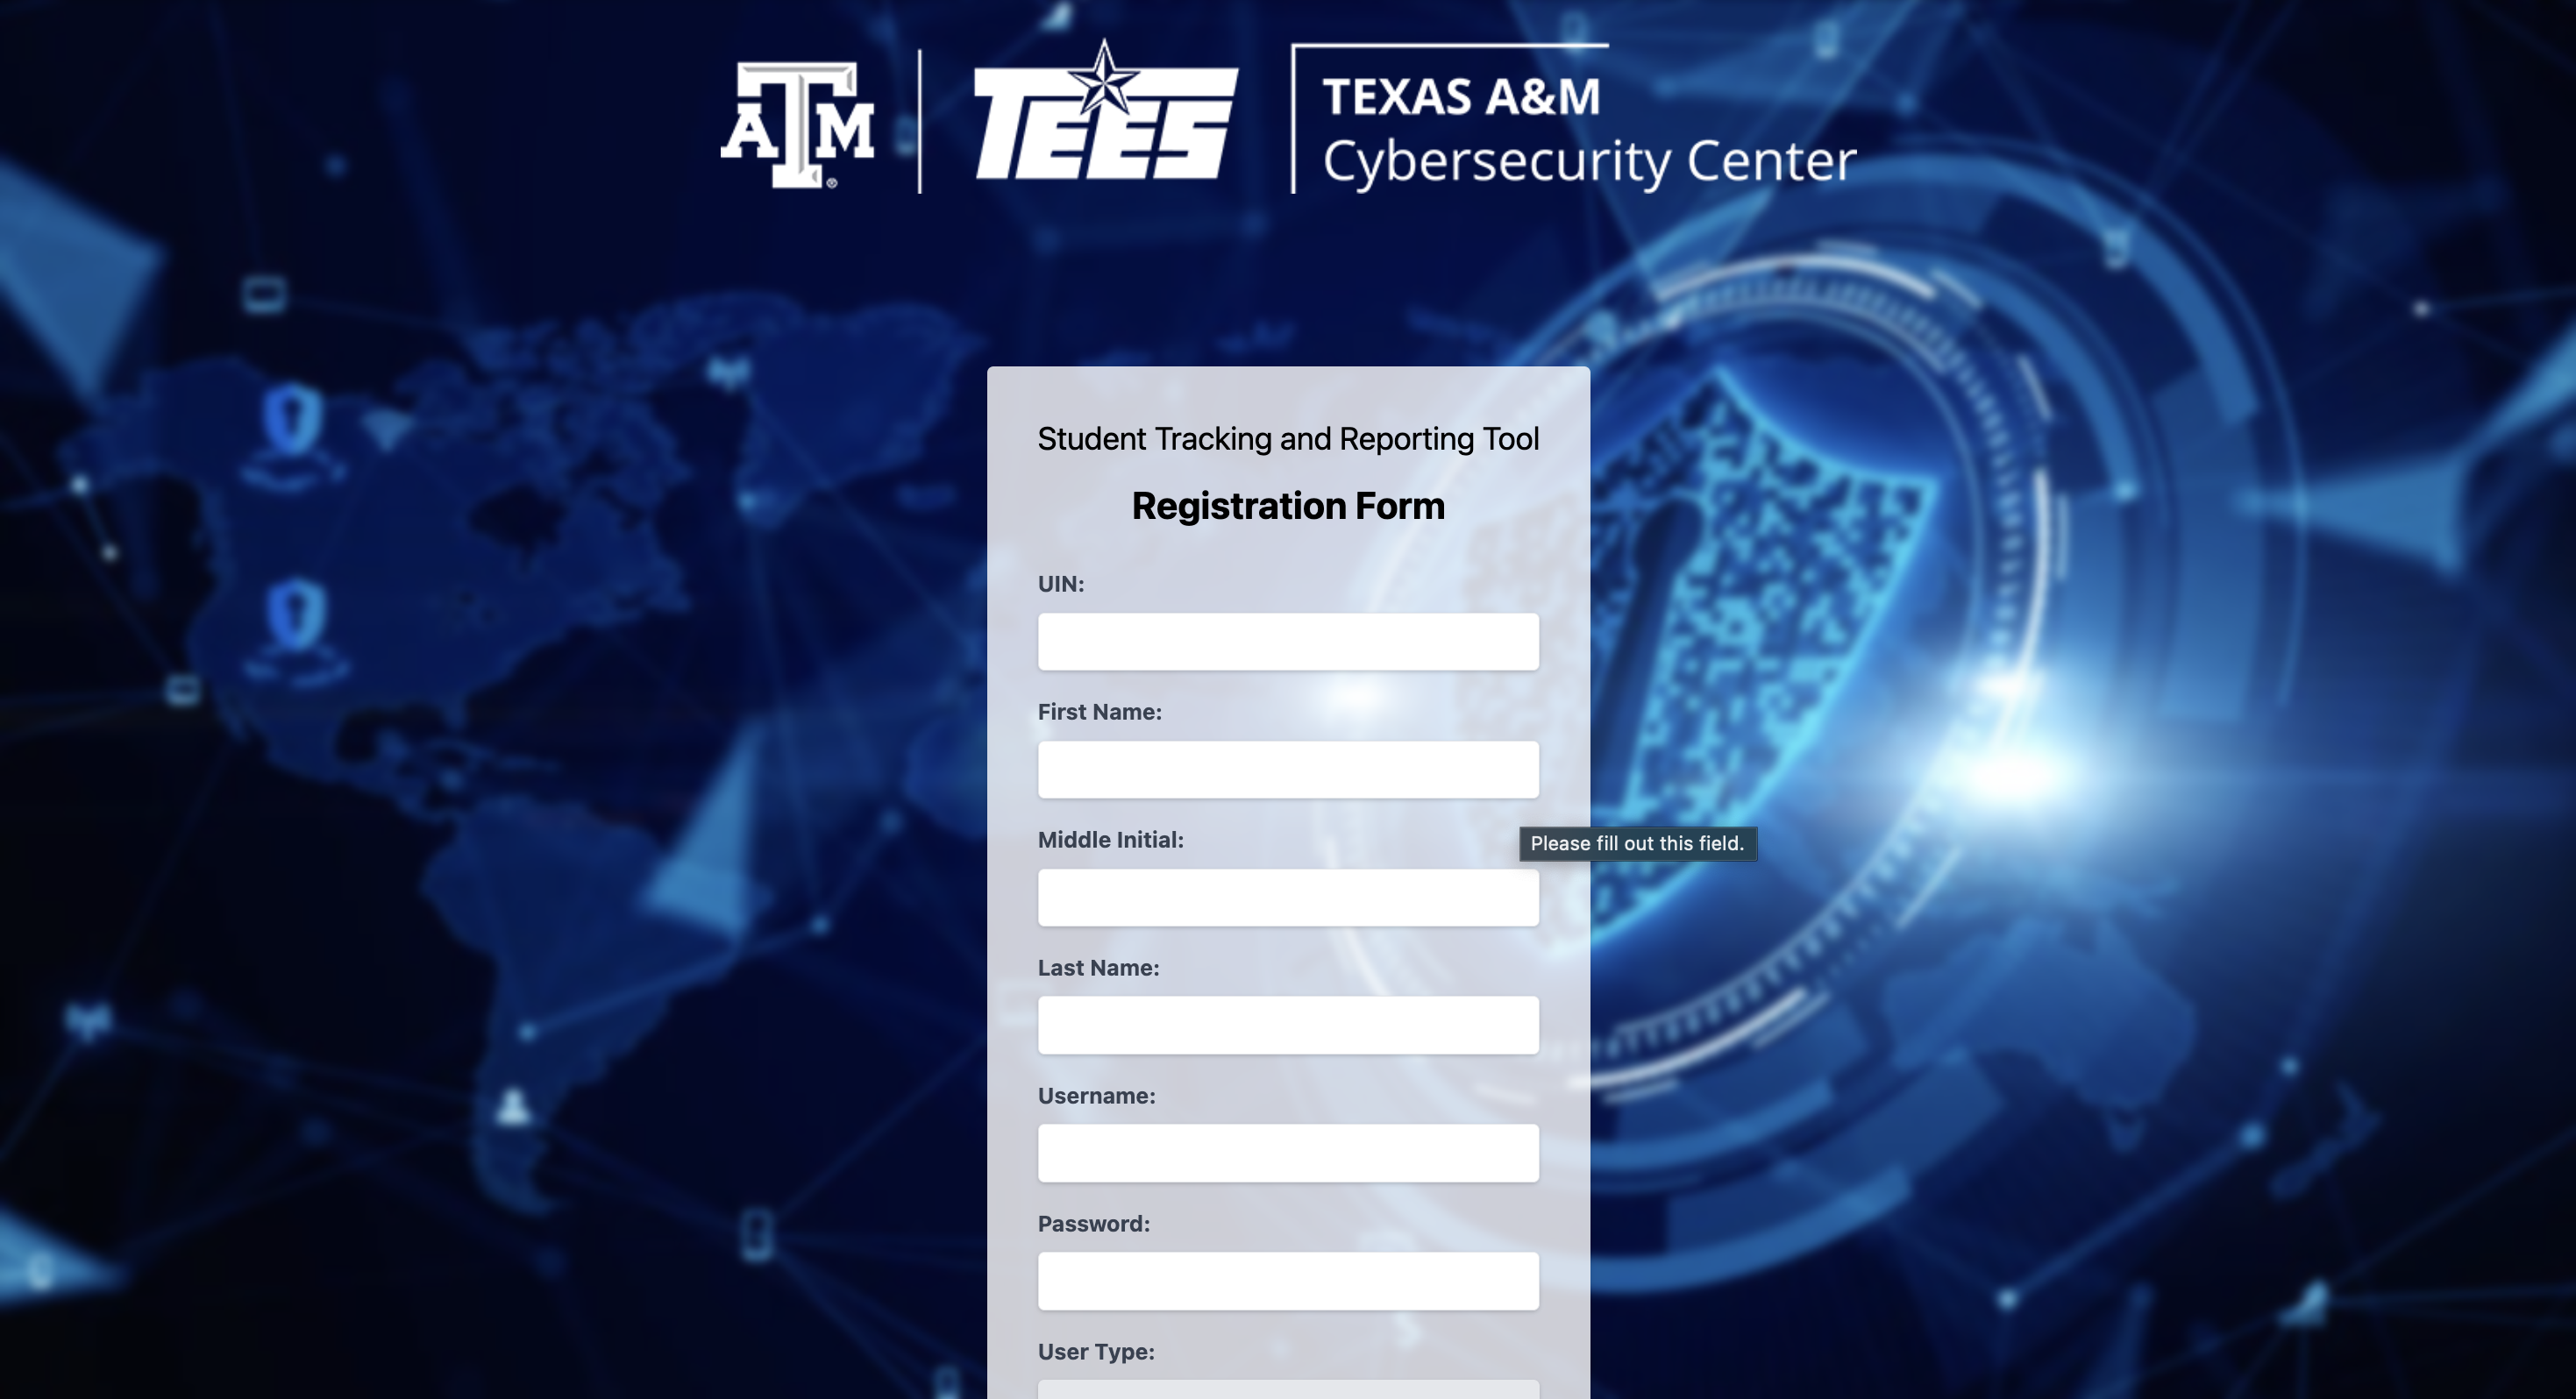 ATM®
TEES
TEXAS A&M
Cybersecurity Center
Student Tracking and Reporting Tool
Registration Form
UIN:
First Name:
Middle Initial:
Please fill out this field.
Last Name:
Username:
Password:
User Type: